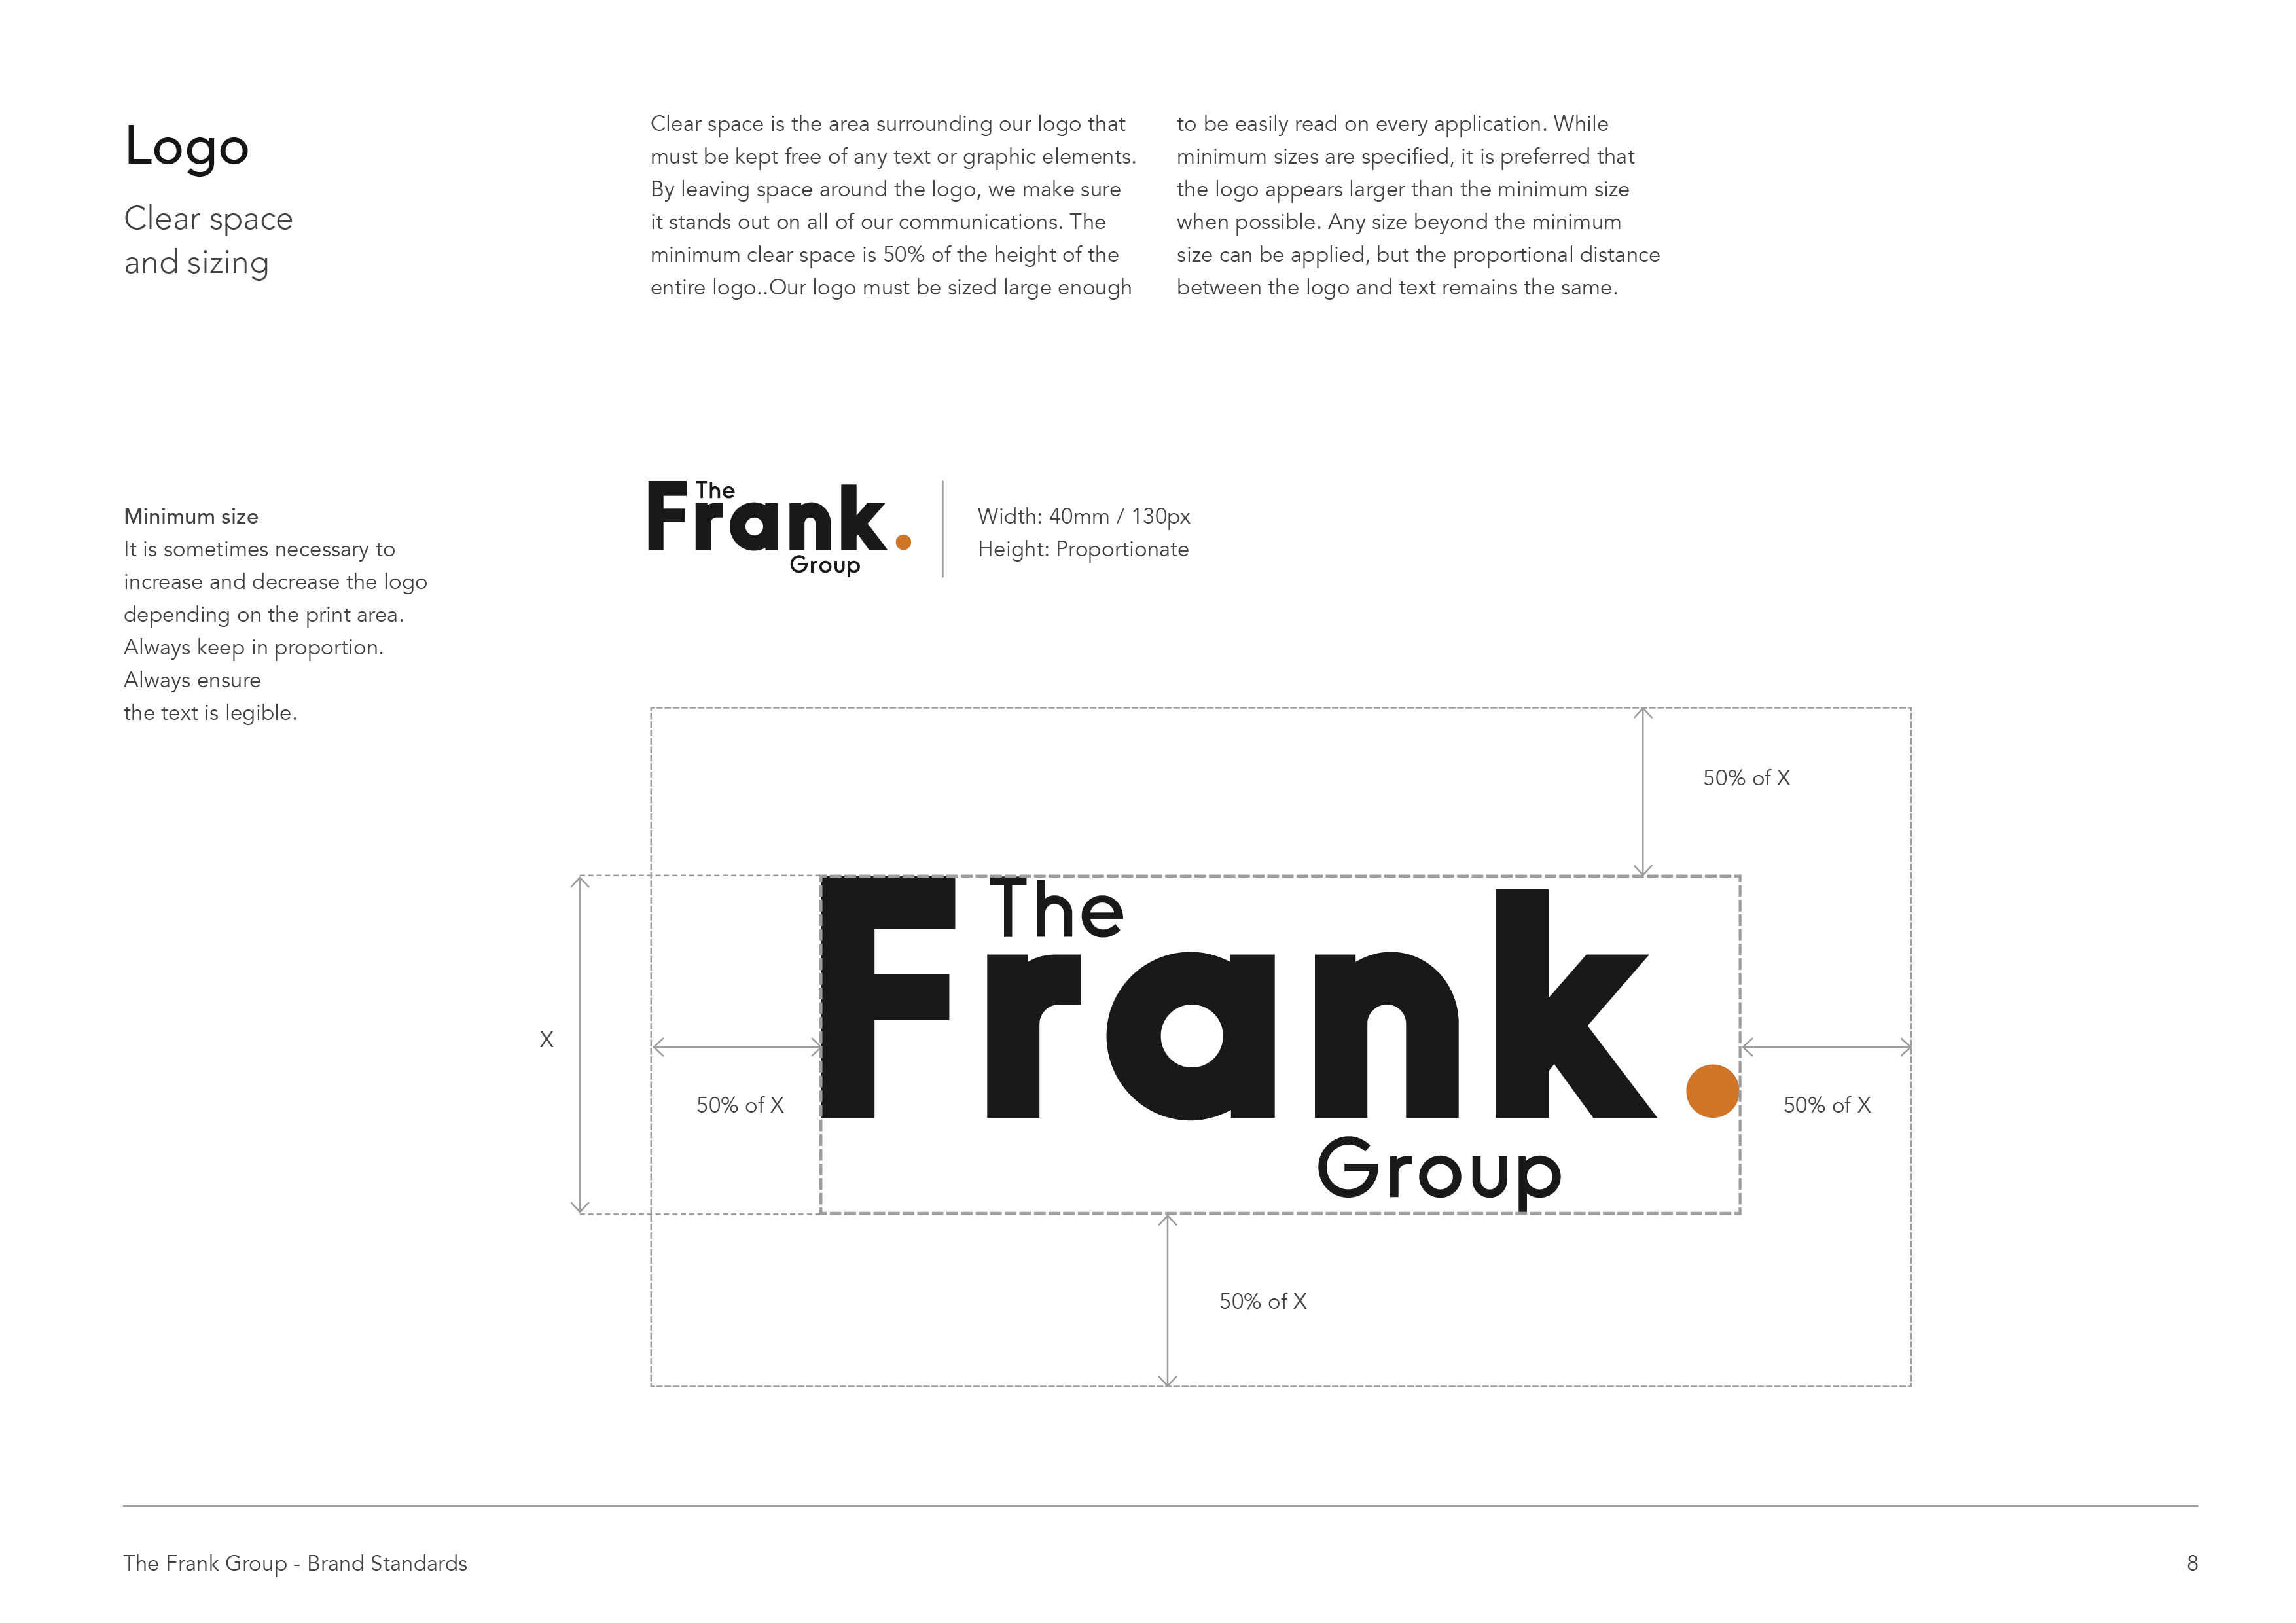 Logo
Clear space
and sizing
Clear space is the area surrounding our logo that
must be kept free of any text or graphic elements.
By leaving space around the logo, we make sure
it stands out on all of our communications. The
minimum clear space is 50% of the height of the
entire logo..Our logo must be sized large enough
to be easily read on every application. While
minimum sizes are specified, it is preferred that
the logo appears larger than the minimum size
when possible. Any size beyond the minimum
size can be applied, but the proportional distance
between the logo and text remains the same.
Minimum size
It is sometimes necessary to
increase and decrease the logo
depending on the print area.
Always keep in proportion.
Always ensure
the text is legible.
The
Frank.
Group
Width: 40mm / 130px
Height: Proportionate
50% of X
The
Frank.
Group
X
50% of X
50% of X
50% of X
The Frank Group - Brand Standards
8